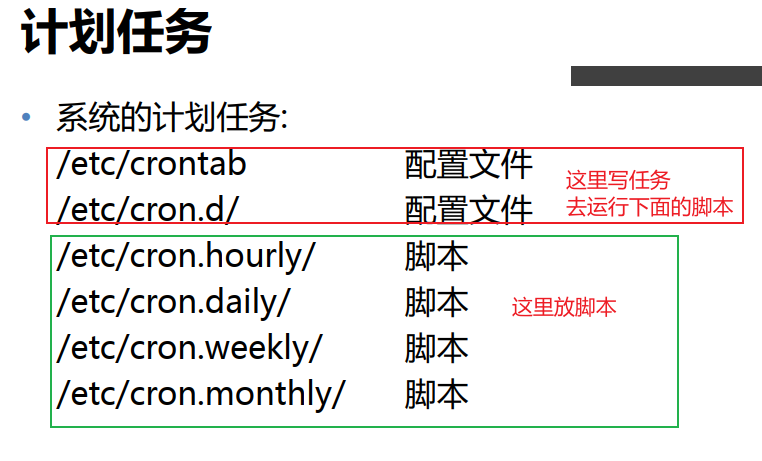 计划任务
• 系统的计划任务:
/etc/crontab 配置文件
这里写任务
/etc/cron.d/ 配置文件
去运行下面的脚本
/etc/cron.hourly/ 脚本
/etc/cron.daily/ 脚本
这里放脚本
/etc/cron.weekly/ 脚本
/etc/cron.monthly/ 脚本